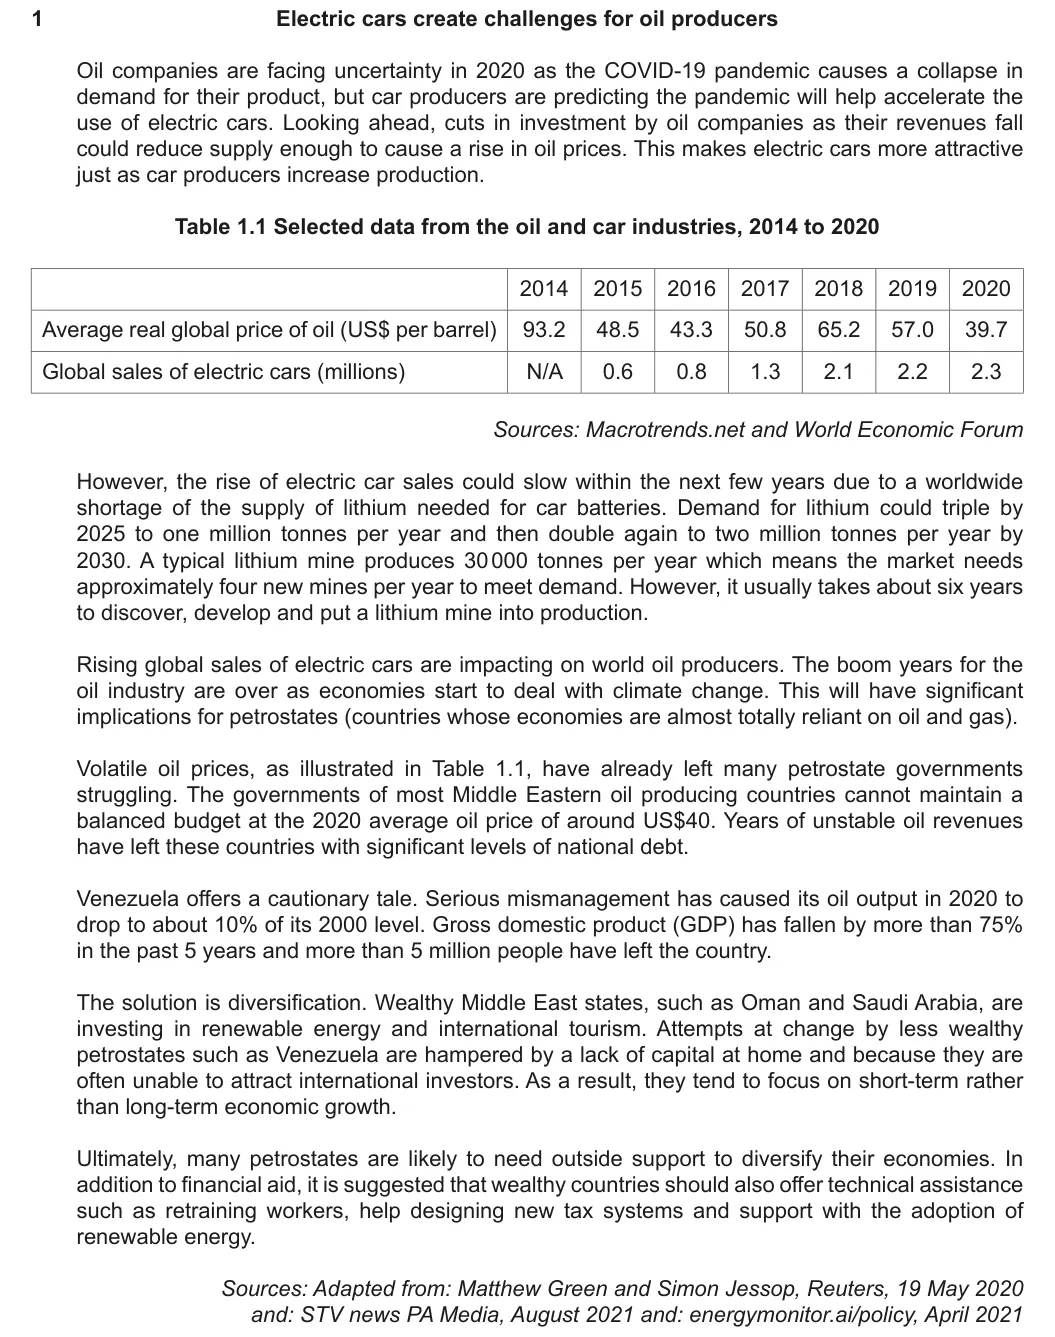 1 Electric cars create challenges for oil producers
Oil companies are facing uncertainty in 2020 as the COVID-19 pandemic causes a collapse in
demand for their product, but car producers are predicting the pandemic will help accelerate the
use of electric cars. Looking ahead, cuts in investment by oil companies as their revenues fall
could reduce supply enough to cause a rise in oil prices. This makes electric cars more attractive
just as car producers increase production.
Table 1.1 Selected data from the oil and car industries, 2014 to 2020
2014 2015 2016 2017 2018 2019 2020
Average real global price of oil (US$ per barrel) 93.2 48.5 43.3 50.8 65.2 57.0 39.7
Global sales of electric cars (millions) N/A 0.6 0.8 1.3 2.1 2.2 2.3
Sources: Macrotrends.net and World Economic Forum
However, the rise of electric car sales could slow within the next few years due to a worldwide
shortage of the supply of lithium needed for car batteries. Demand for lithium could triple by
2025 to one million tonnes per year and then double again to two million tonnes per year by
2030. A typical lithium mine produces 30 000 tonnes per year which means the market needs
approximately four new mines per year to meet demand. However, it usually takes about six years
to discover, develop and put a lithium mine into production.
Rising global sales of electric cars are impacting on world oil producers. The boom years for the
oil industry are over as economies start to deal with climate change. This will have significant
implications for petrostates (countries whose economies are almost totally reliant on oil and gas).
Volatile oil prices, as illustrated in Table 1.1, have already left many petrostate governments
struggling. The governments of most Middle Eastern oil producing countries cannot maintain a
balanced budget at the 2020 average oil price of around US$40. Years of unstable oil revenues
have left these countries with significant levels of national debt.
Venezuela offers a cautionary tale. Serious mismanagement has caused its oil output in 2020 to
drop to about 10% of its 2000 level. Gross domestic product (GDP) has fallen by more than 75%
in the past 5 years and more than 5 million people have left the country.
The solution is diversification. Wealthy Middle East states, such as Oman and Saudi Arabia, are
investing in renewable energy and international tourism. Attempts at change by less wealthy
petrostates such as Venezuela are hampered by a lack of capital at home and because they are
often unable to attract international investors. As a result, they tend to focus on short-term rather
than long-term economic growth.
Ultimately, many petrostates are likely to need outside support to diversify their economies. In
addition to financial aid, it is suggested that wealthy countries should also offer technical assistance
such as retraining workers, help designing new tax systems and support with the adoption of
renewable energy.
Sources: Adapted from: Matthew Green and Simon Jessop, Reuters, 19 May 2020
and: STV news PA Media, August 2021 and: energymonitor.ai/policy, April 2021